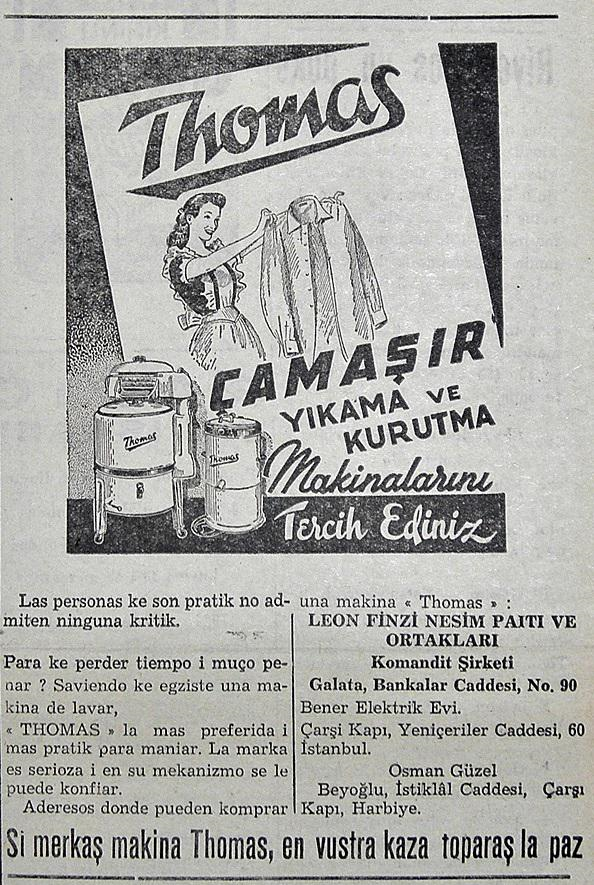 Thomas
ÇAMAŞIR
YIKAMA VE
KURUTMA
Makinalarını
Tercih Ediniz
Thomas
Thomas
Las personas ke son pratik no ad-
miten ninguna kritik.
Para ke perder tiempo i muço pe-
nar ? Saviendo ke egziste una ma-
kina de lavar,
« THOMAS » la mas preferida i
mas pratik para maniar. La marka
es serioza i en su mekanizmo se le
puede konfiar.
Aderesos donde pueden komprar
una makina « Thomas » :
LEON FİNZİ NESİM PAITI VE
ORTAKLARI
Komandit Şirketi
Galata, Bankalar Caddesi, No. 90
Bener Elektrik Evi.
Çarşi Kapı, Yeniçeriler Caddesi, 60
İstanbul.
Osman Güzel
Beyoğlu, İstiklâl Caddesi, Çarşı
Kapı, Harbiye.
Si merkaş makina Thomas, en vustra kaza toparaş la paz